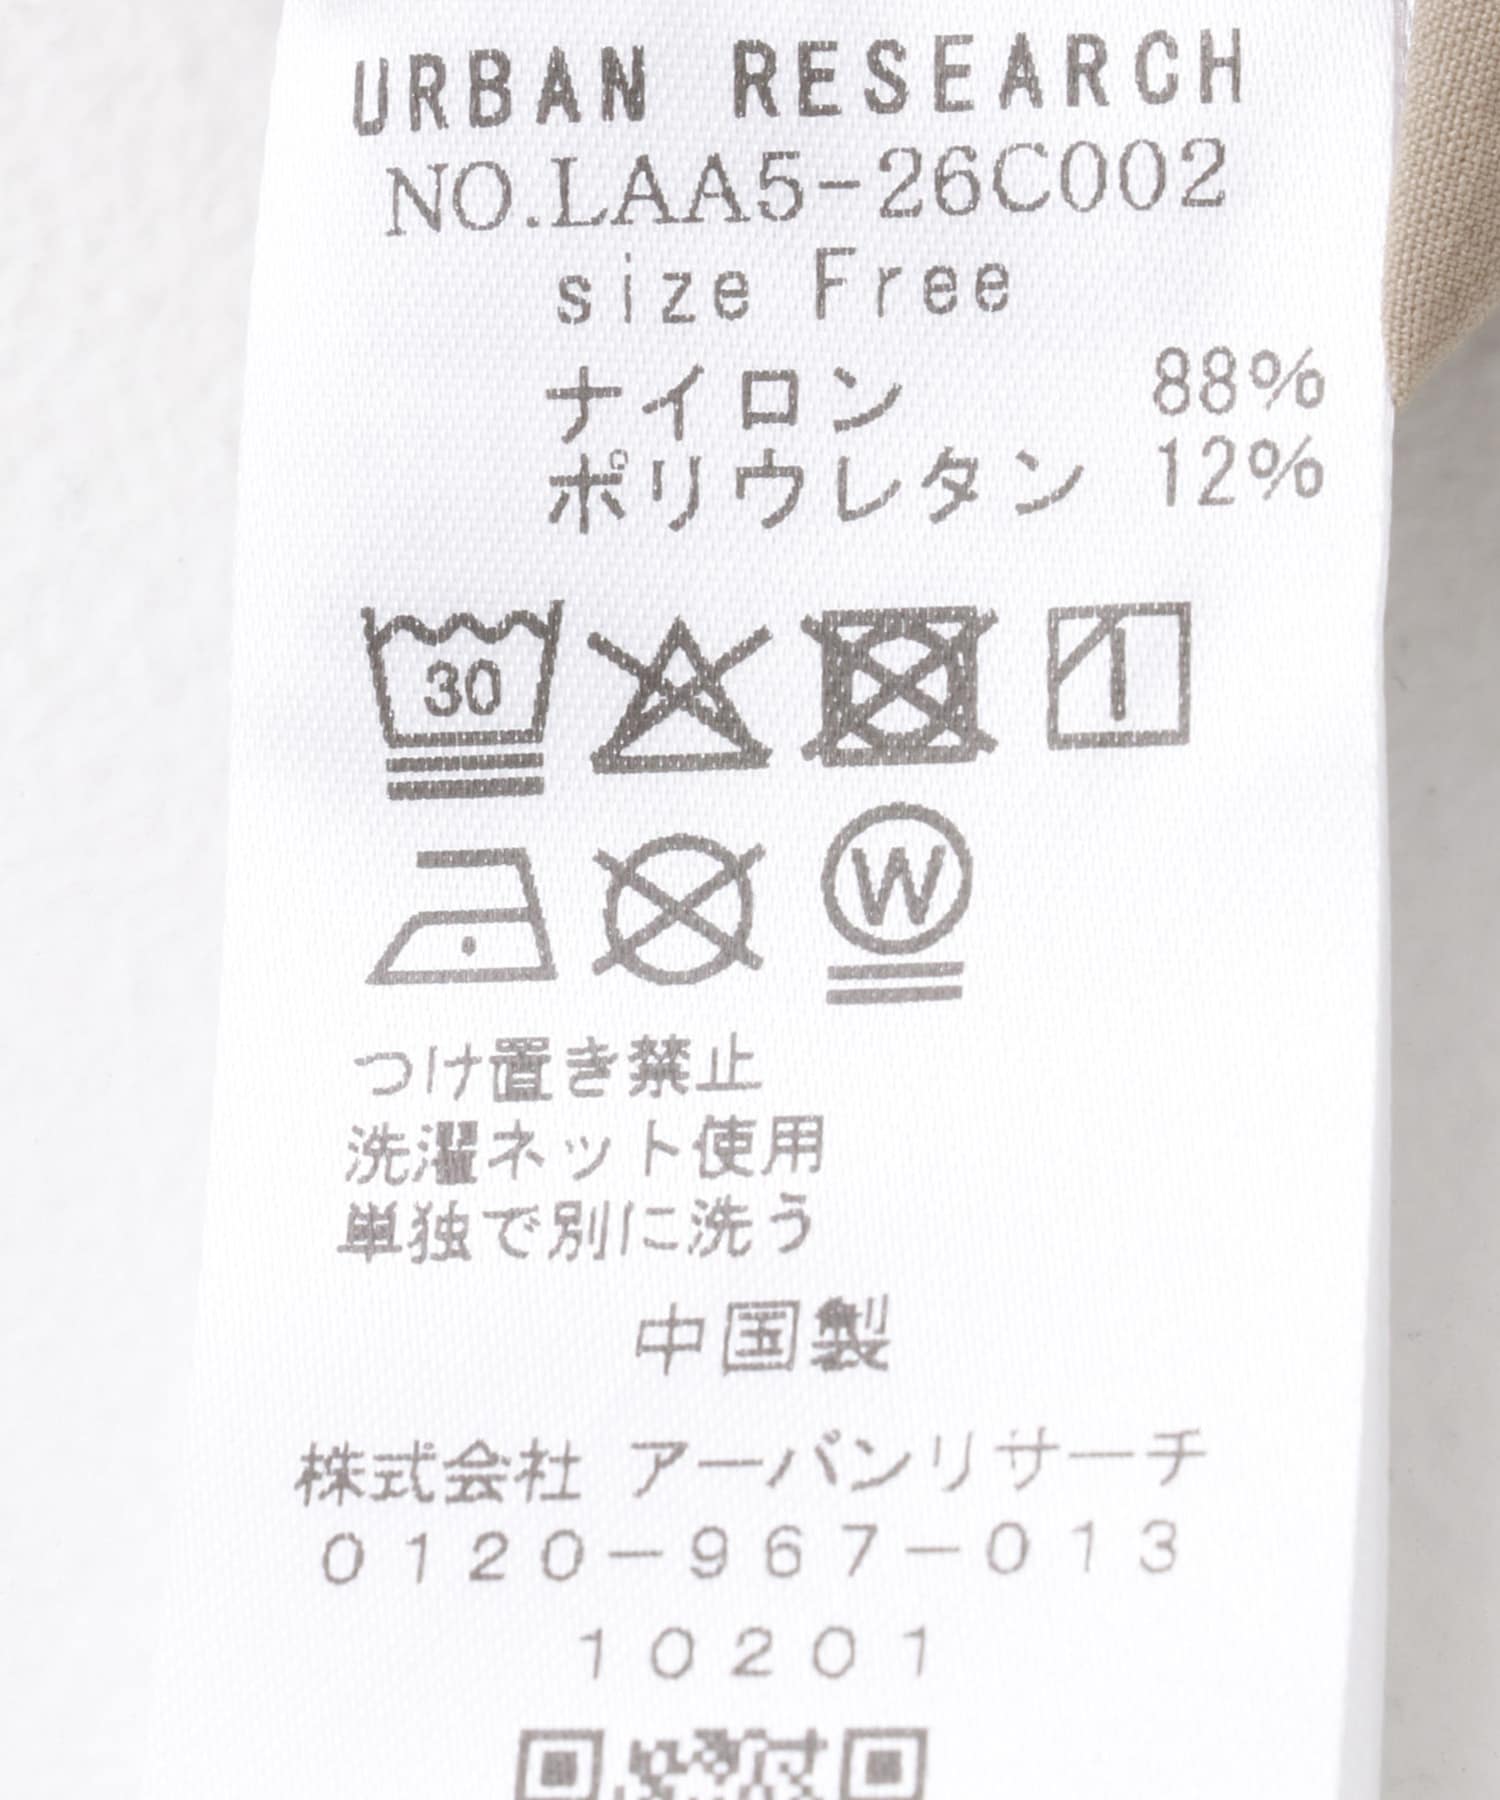 URBAN RESEARCH
NO.LAA5-26C002
size Free
ナイロン 88%
ポリウレタン 12%
30
W
つけ置き禁止
洗濯ネット使用
単独で別に洗う
中国製
株式会社 アーバンリサーチ
0120-967-013
10201